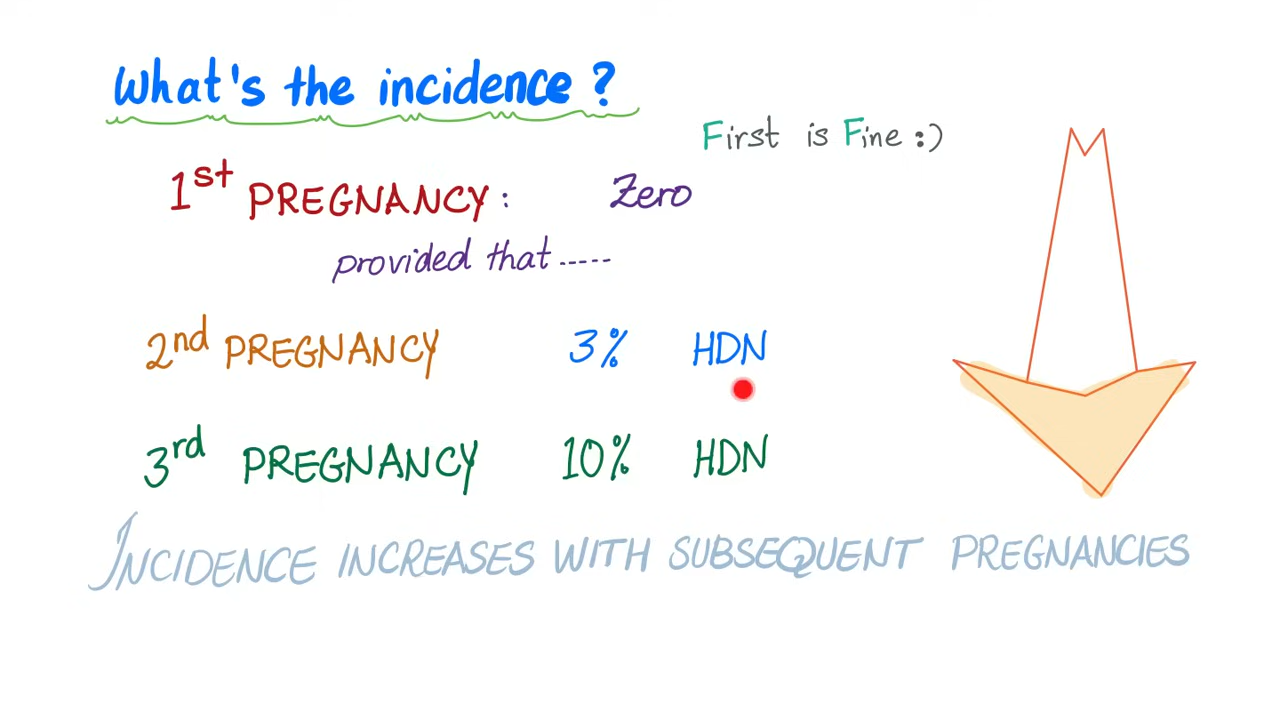 What's the incidence ?
First is Fine :)
1st PREGNANCY : Zero
provided that .....
2nd PREGNANCY 3% HDN
3rd PREGNANCY 10% HDN
INCIDENCE INCREASES WITH SUBSEQUENT PREGNANCIES